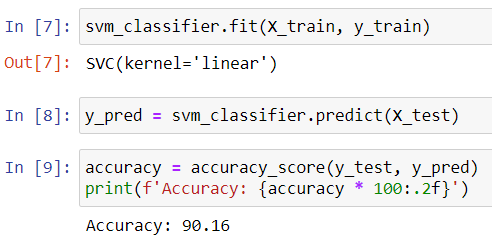 In [7]: svm_classifier.fit(X_train, y_train)
Out[7]: SVC(kernel='linear')
In [8]: y_pred = svm_classifier.predict(X_test)
In [9]: accuracy = accuracy_score(y_test, y_pred)
print(f'Accuracy: {accuracy * 100:.2f}')
Accuracy: 90.16